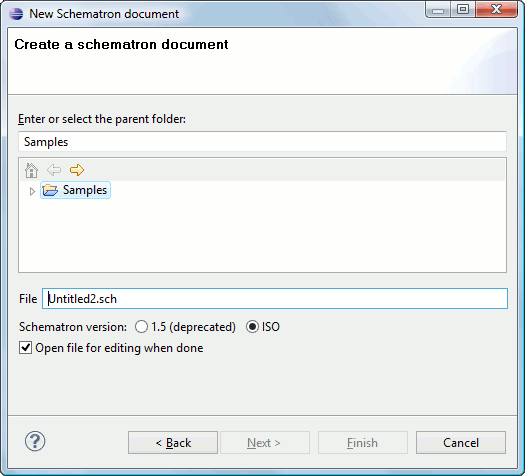 New Schematron document
Create a schematron document
Enter or select the parent folder:
Samples
Samples
File Untitled2.sch
Schematron version: 1.5 (deprecated) ISO
Open file for editing when done
? < Back Next > Finish Cancel